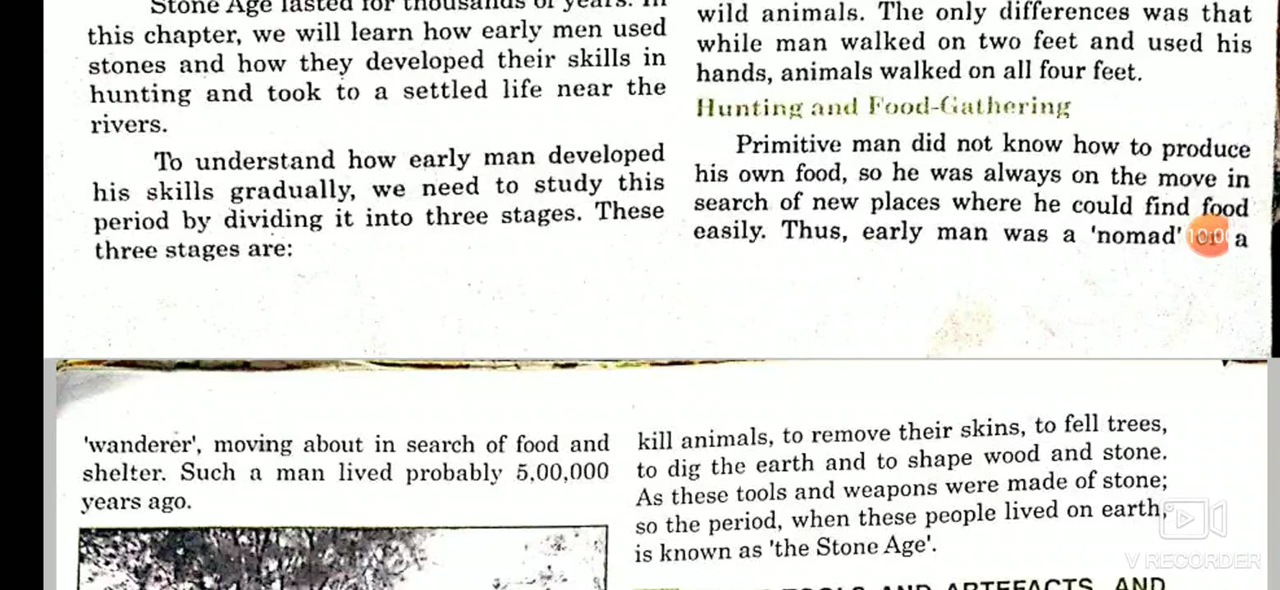 Stone Age lasted for thousands of years. In
this chapter, we will learn how early men used
stones and how they developed their skills in
hunting and took to a settled life near the
rivers.
To understand how early man developed
his skills gradually, we need to study this
period by dividing it into three stages. These
three stages are:
wild animals. The only differences was that
while man walked on two feet and used his
hands, animals walked on all four feet.
Hunting and Food-Gathering
Primitive man did not know how to produce
his own food, so he was always on the move in
search of new places where he could find food
easily. Thus, early man was a 'nomad' or a
10:00
'wanderer', moving about in search of food and
shelter. Such a man lived probably 5,00,000
years ago.
kill animals, to remove their skins, to fell trees,
to dig the earth and to shape wood and stone.
As these tools and weapons were made of stone;
so the period, when these people lived on earth,
is known as 'the Stone Age'.
TOOLS AND ARTEFACTS AND
V RECORDER